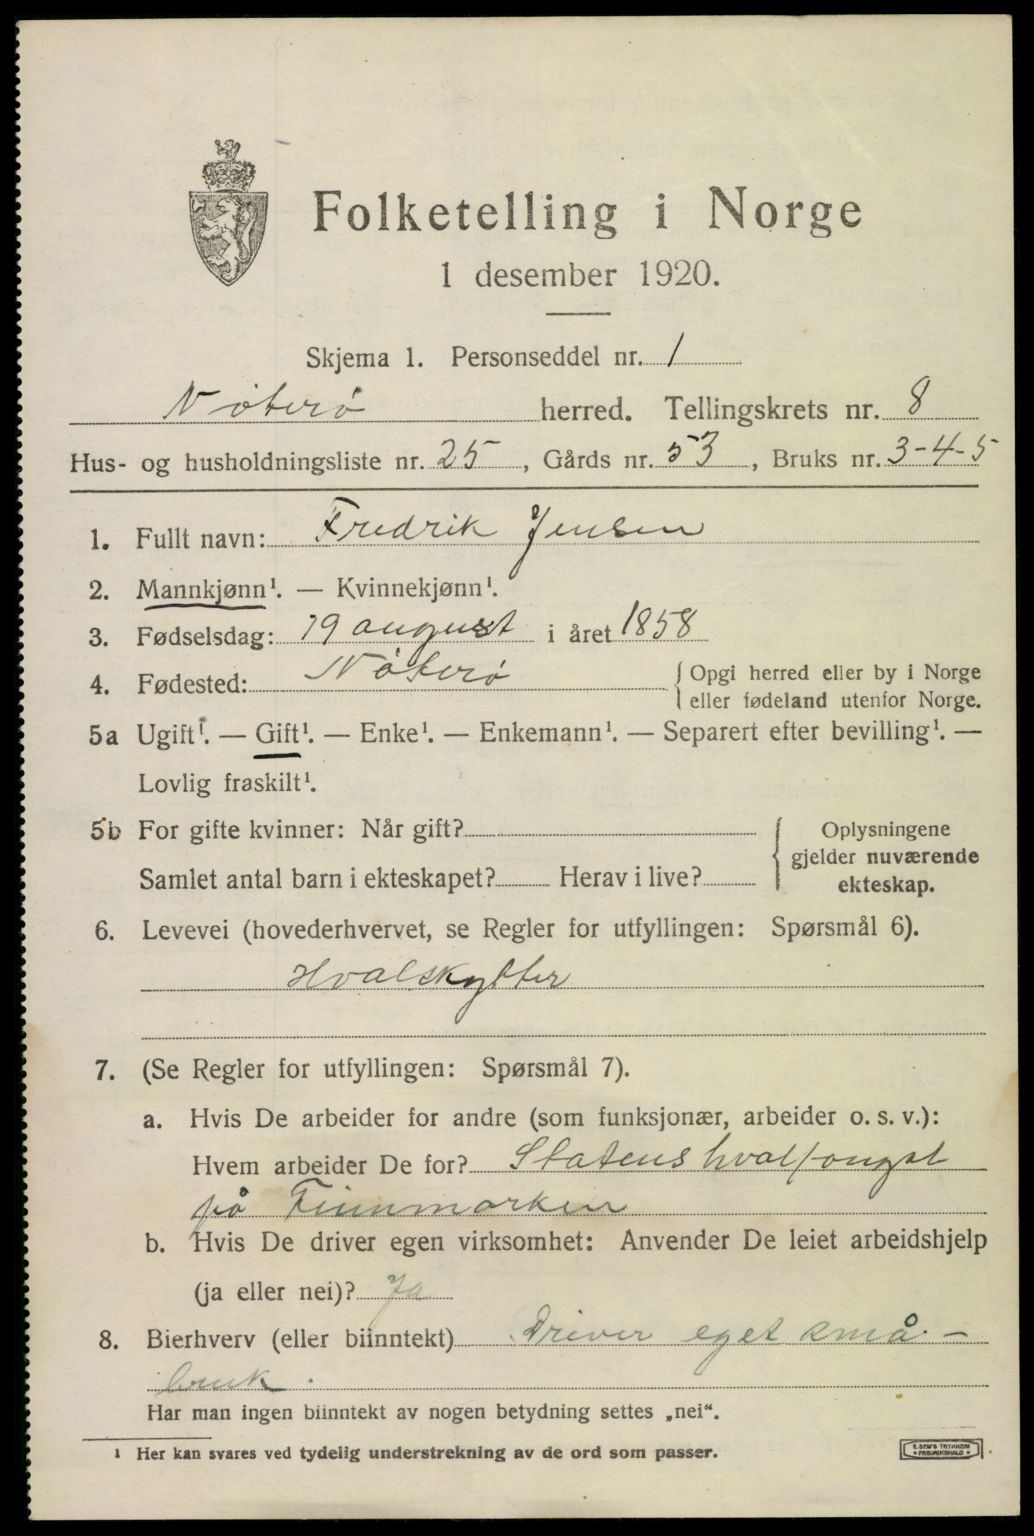 Folketelling i Norge
1 desember 1920.
Skjema 1. Personseddel nr. 1
Nøterø herred. Tellingskrets nr. 8
Hus- og husholdningsliste nr. 25, Gårds nr. 53, Bruks nr. 3-4-5
1. Fullt navn: Fredrik Jensen
2. Mannkjønn¹. — Kvinnekjønn¹.
3. Fødselsdag: 19 august i året 1858
4. Fødested: Nøterø { Opgi herred eller by i Norge
eller fødeland utenfor Norge.
5a Ugift¹. — Gift¹. — Enke¹. — Enkemann¹. — Separert efter bevilling¹. —
Lovlig fraskilt¹.
5b For gifte kvinner: Når gift? { Oplysningene
gjelder nuværende
Samlet antal barn i ekteskapet? Herav i live? ekteskap.
6. Levevei (hovederhvervet, se Regler for utfyllingen: Spørsmål 6).
Hvalskytter
7. (Se Regler for utfyllingen: Spørsmål 7).
a. Hvis De arbeider for andre (som funksjonær, arbeider o. s. v.):
Hvem arbeider De for? Statens hvalfangst
på Finnmarken
b. Hvis De driver egen virksomhet: Anvender De leiet arbeidshjelp
(ja eller nei)? Ja
8. Bierhverv (eller biinntekt) Driver eget små-
bruk.
Har man ingen biinntekt av nogen betydning settes „nei“.
¹ Her kan svares ved tydelig understrekning av de ord som passer.
E. SEM'S TRYKKERI
FREDRIKSHALD